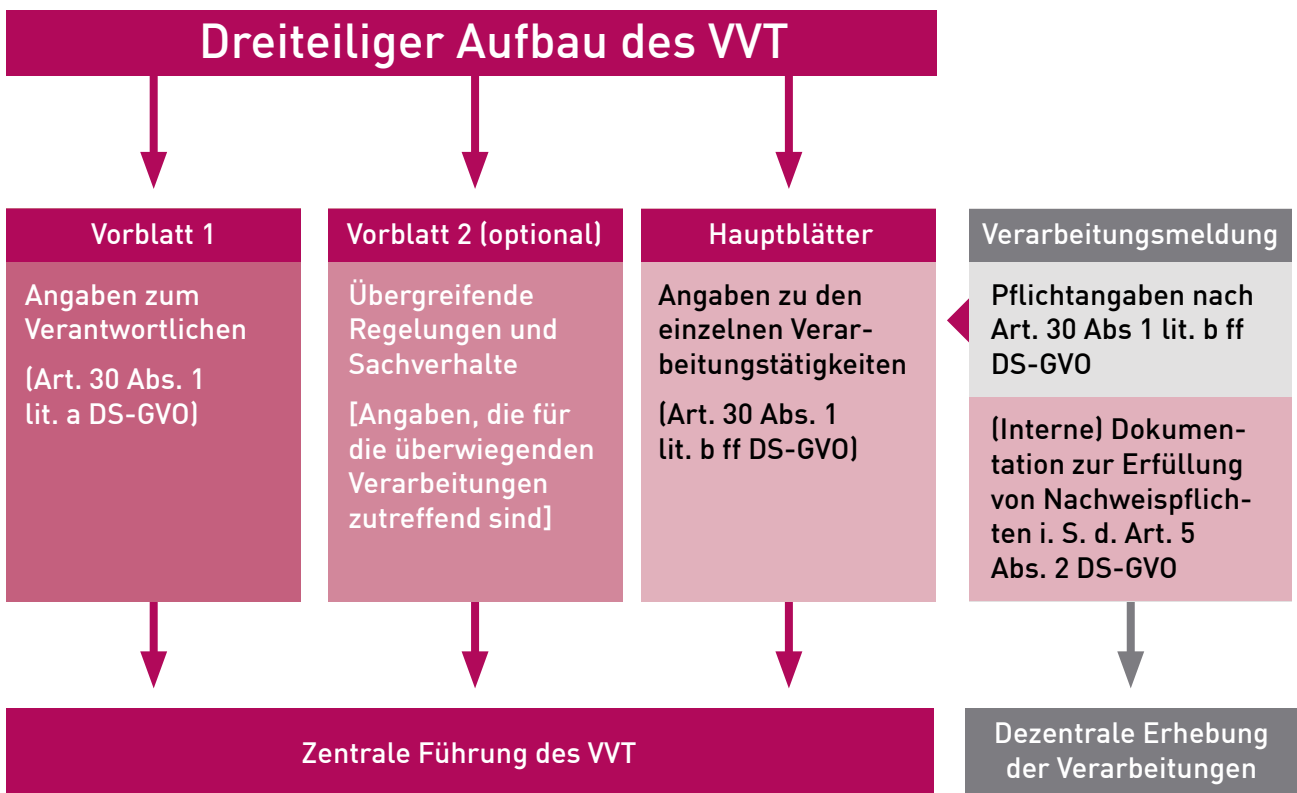 Dreiteiliger Aufbau des VVT
Vorblatt 1
Angaben zum
Verantwortlichen
(Art. 30 Abs. 1
lit. a DS-GVO)
Vorblatt 2 (optional)
Übergreifende
Regelungen und
Sachverhalte
[Angaben, die für
die überwiegenden
Verarbeitungen
zutreffend sind]
Hauptblätter
Angaben zu den
einzelnen Verar-
beitungstätigkeiten
(Art. 30 Abs. 1
lit. b ff DS-GVO)
Verarbeitungsmeldung
Pflichtangaben nach
Art. 30 Abs 1 lit. b ff
DS-GVO
(Interne) Dokumen-
tation zur Erfüllung
von Nachweispflich-
ten i. S. d. Art. 5
Abs. 2 DS-GVO
Zentrale Führung des VVT
Dezentrale Erhebung
der Verarbeitungen